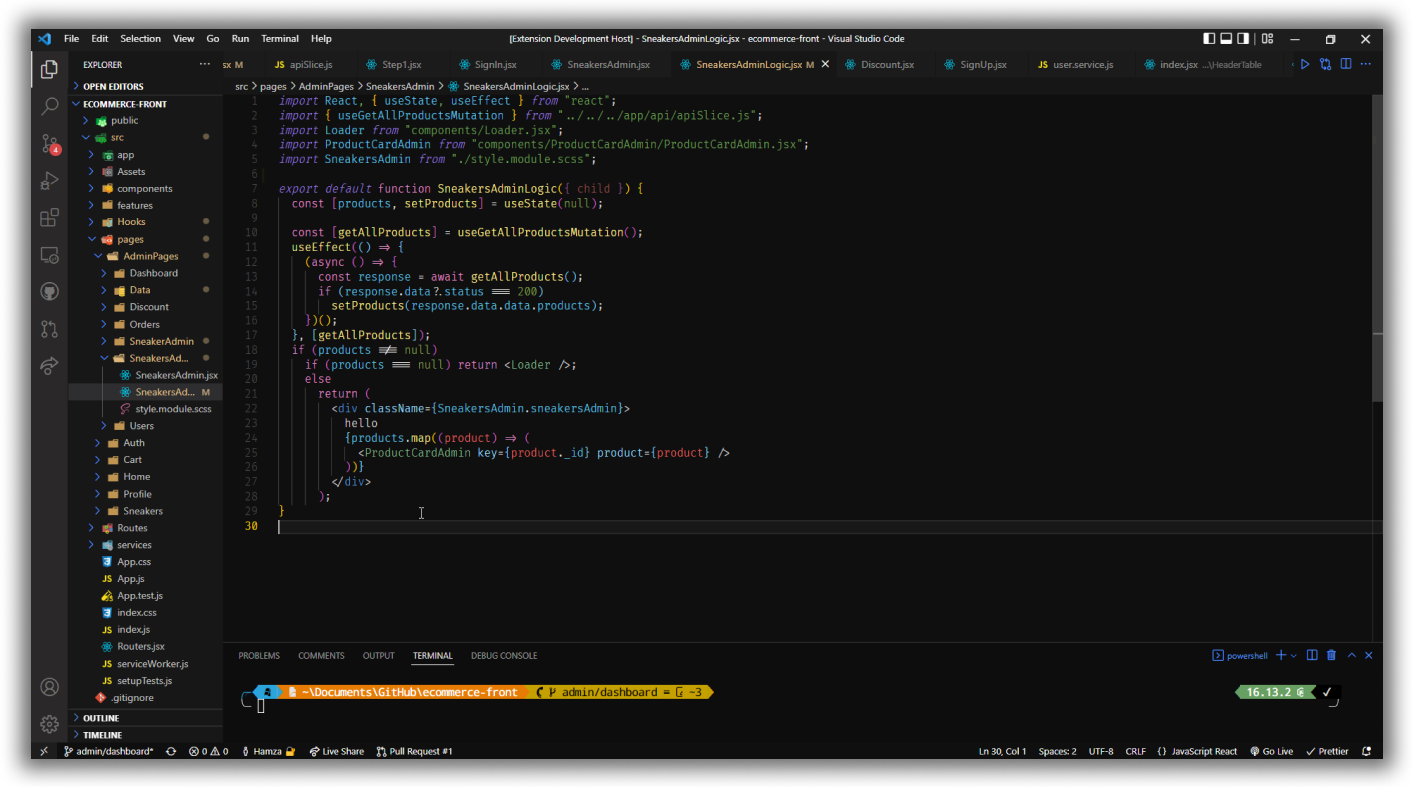 File Edit Selection View Go Run Terminal Help
[Extension Development Host] - SneakersAdminLogic.jsx - ecommerce-front - Visual Studio Code
EXPLORER
sx M
apiSlice.js
Step1.jsx
SignIn.jsx
SneakersAdmin.jsx
SneakersAdminLogic.jsx M
Discount.jsx
SignUp.jsx
user.service.js
index.jsx ...\HeaderTable
src > pages > AdminPages > SneakersAdmin > SneakersAdminLogic.jsx > ...
OPEN EDITORS
ECOMMERCE-FRONT
public
src
app
Assets
components
features
Hooks
pages
AdminPages
Dashboard
Data
Discount
Orders
SneakerAdmin
SneakersAd...
SneakersAdmin.jsx
SneakersAd... M
style.module.scss
Users
Auth
Cart
Home
Profile
Sneakers
Routes
services
App.css
App.js
App.test.js
index.css
index.js
Routers.jsx
serviceWorker.js
setupTests.js
.gitignore
OUTLINE
TIMELINE
4
1 import React, { useState, useEffect } from "react";
2 import { useGetAllProductsMutation } from "../../../app/api/apiSlice.js";
3 import Loader from "components/Loader.jsx";
4 import ProductCardAdmin from "components/ProductCardAdmin/ProductCardAdmin.jsx";
5 import SneakersAdmin from "./style.module.scss";
6
7 export default function SneakersAdminLogic({ child }) {
8 const [products, setProducts] = useState(null);
9
10 const [getAllProducts] = useGetAllProductsMutation();
11 useEffect(() => {
12 (async () => {
13 const response = await getAllProducts();
14 if (response.data?.status === 200)
15 setProducts(response.data.data.products);
16 })();
17 }, [getAllProducts]);
18 if (products !== null)
19 if (products === null) return <Loader />;
20 else
21 return (
22 <div className={SneakersAdmin.sneakersAdmin}>
23 hello
24 {products.map((product) => (
25 <ProductCardAdmin key={product._id} product={product} />
26 ))}
27 </div>
28 );
29 }
30
PROBLEMS COMMENTS OUTPUT TERMINAL DEBUG CONSOLE
powershell
~\Documents\GitHub\ecommerce-front
admin/dashboard = ~3
16.13.2
admin/dashboard* 0 0 Hamza Live Share Pull Request #1
Ln 30, Col 1 Spaces: 2 UTF-8 CRLF {} JavaScript React Go Live Prettier